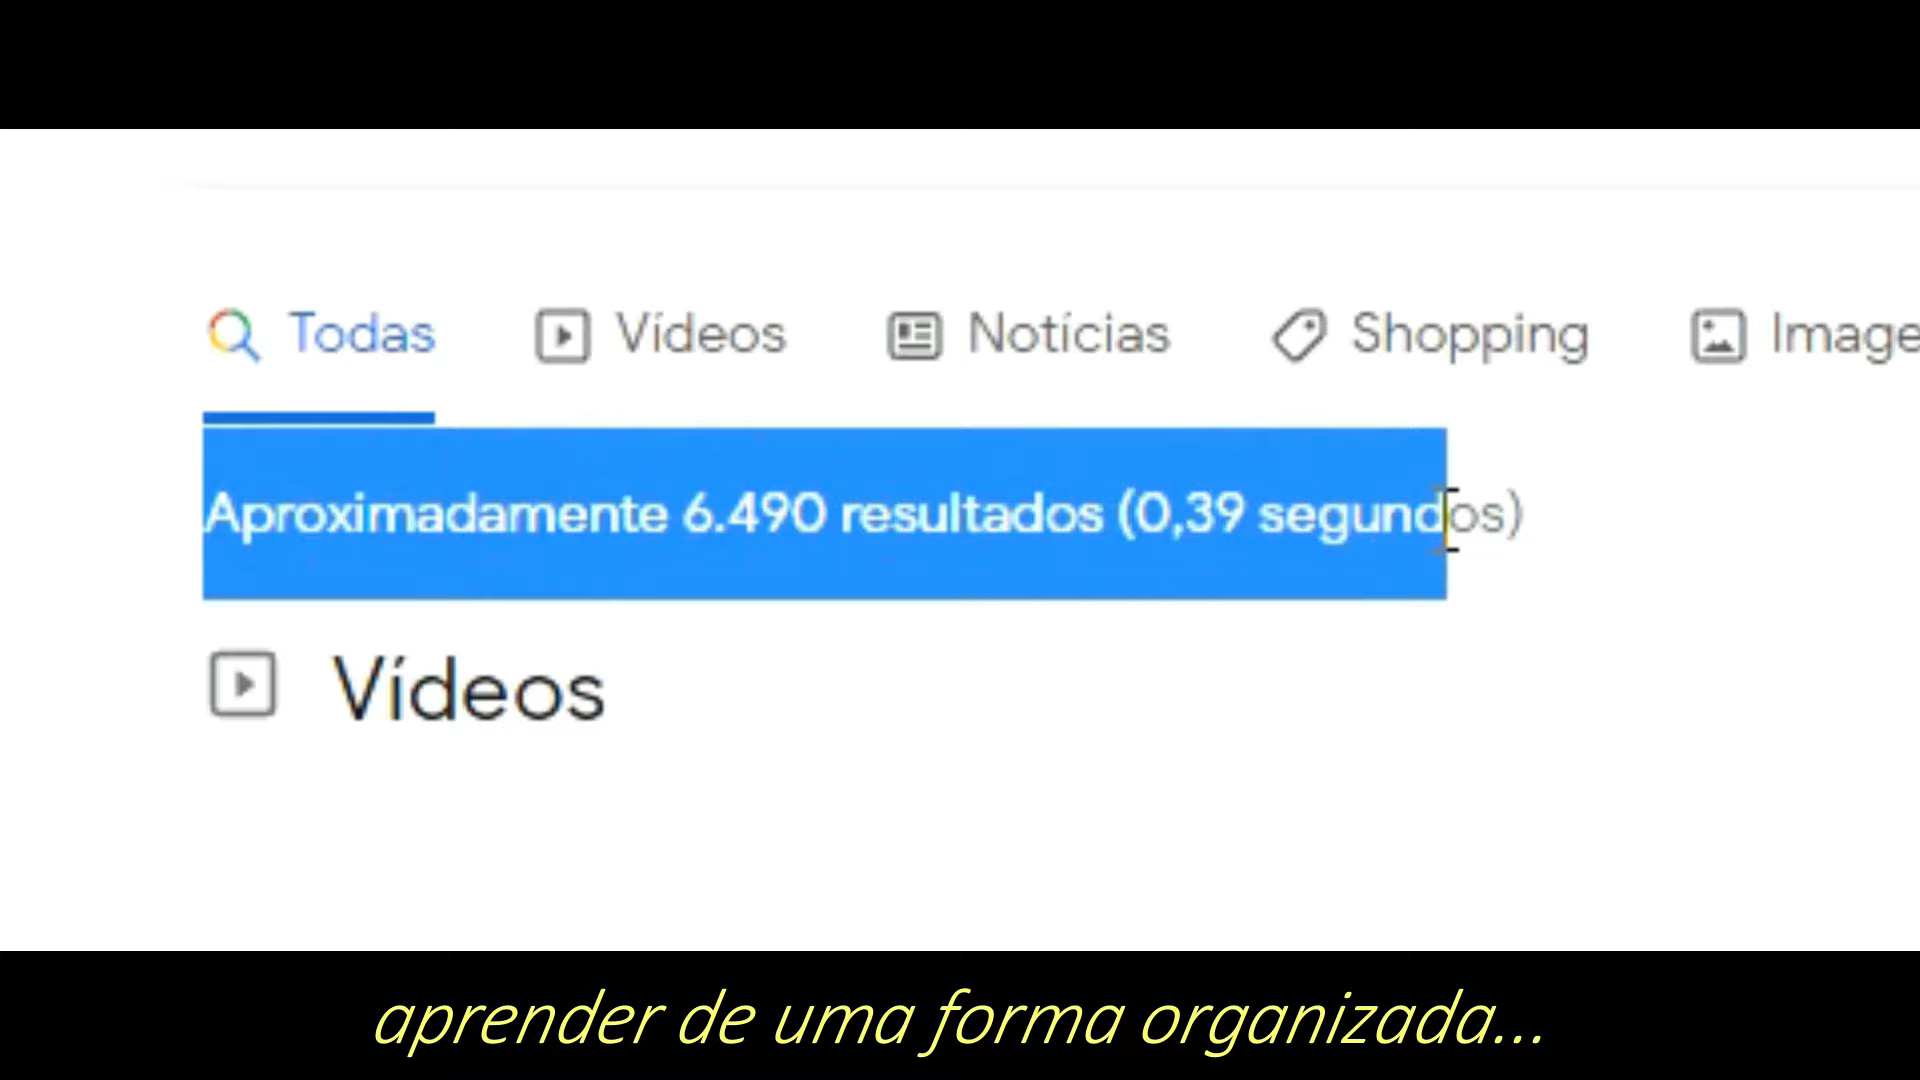 Todas Vídeos Notícias Shopping Image
Aproximadamente 6.490 resultados (0,39 segundos)
Vídeos
aprender de uma forma organizada...